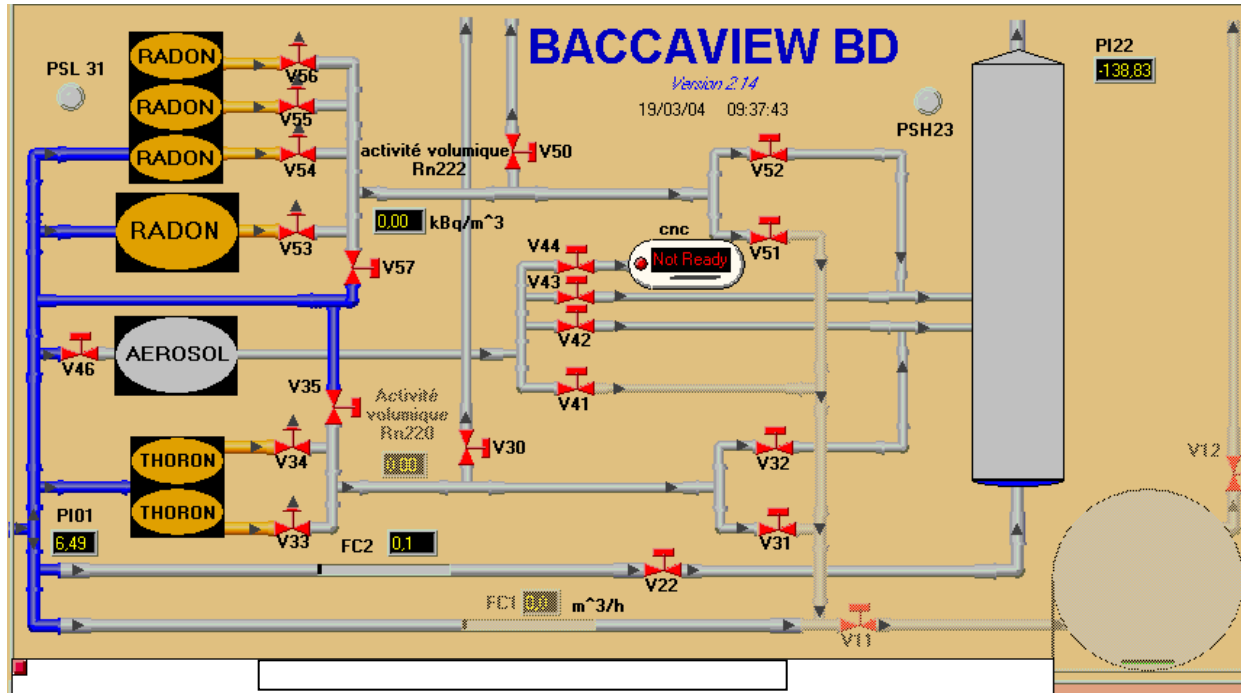 BACCAVIEW BD
Version 2.14
19/03/04 09:37:43
PSL 31
RADON
V56
RADON
V55
RADON
V54
activité volumique
Rn222
V50
V52
PSH23
PI22
-138,83
RADON
V53
0,00 kBq/m^3
V57
V44
cnc
Not Ready
V51
V43
V42
V46
AEROSOL
V35
Activité
volumique
Rn220
0.00
V41
THORON
V34
V30
V32
V12
THORON
V33
V31
PI01
6,49
FC2 0,1
V22
FC1 0,0 m^3/h
V11